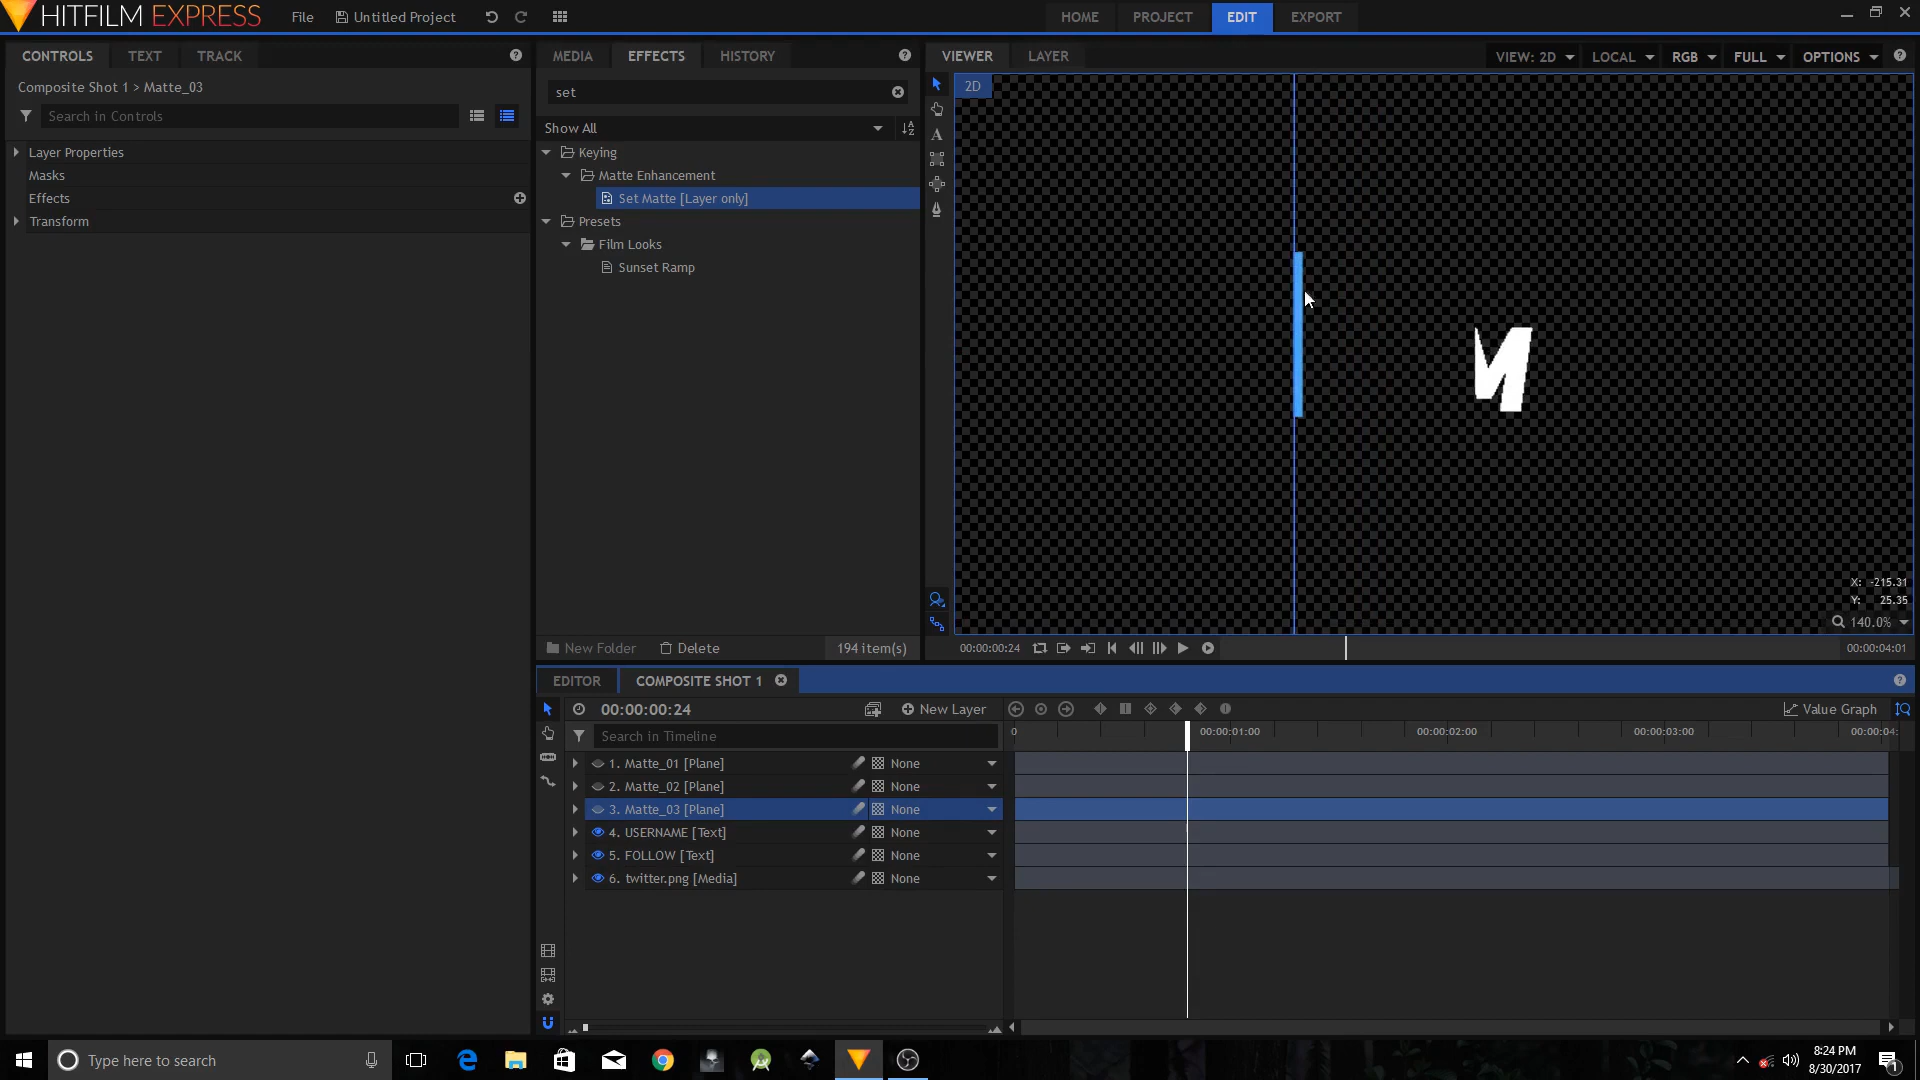 HITFILM EXPRESS
File
Untitled Project
HOME
PROJECT
EDIT
EXPORT
CONTROLS
TEXT
TRACK
Composite Shot 1 > Matte_03
Search in Controls
Layer Properties
Masks
Effects
Transform
MEDIA
EFFECTS
HISTORY
set
Show All
Keying
Matte Enhancement
Set Matte [Layer only]
Presets
Film Looks
Sunset Ramp
New Folder
Delete
194 item(s)
VIEWER
LAYER
VIEW: 2D
LOCAL
RGB
FULL
OPTIONS
2D
X: -215.31
Y: 25.35
140.0%
00:00:00:24
00:00:04:01
EDITOR
COMPOSITE SHOT 1
00:00:00:24
New Layer
Value Graph
Search in Timeline
0
00:00:01:00
00:00:02:00
00:00:03:00
00:00:04:
1. Matte_01 [Plane]
None
2. Matte_02 [Plane]
None
3. Matte_03 [Plane]
None
4. USERNAME [Text]
None
5. FOLLOW [Text]
None
6. twitter.png [Media]
None
Type here to search
8:24 PM
8/30/2017
1